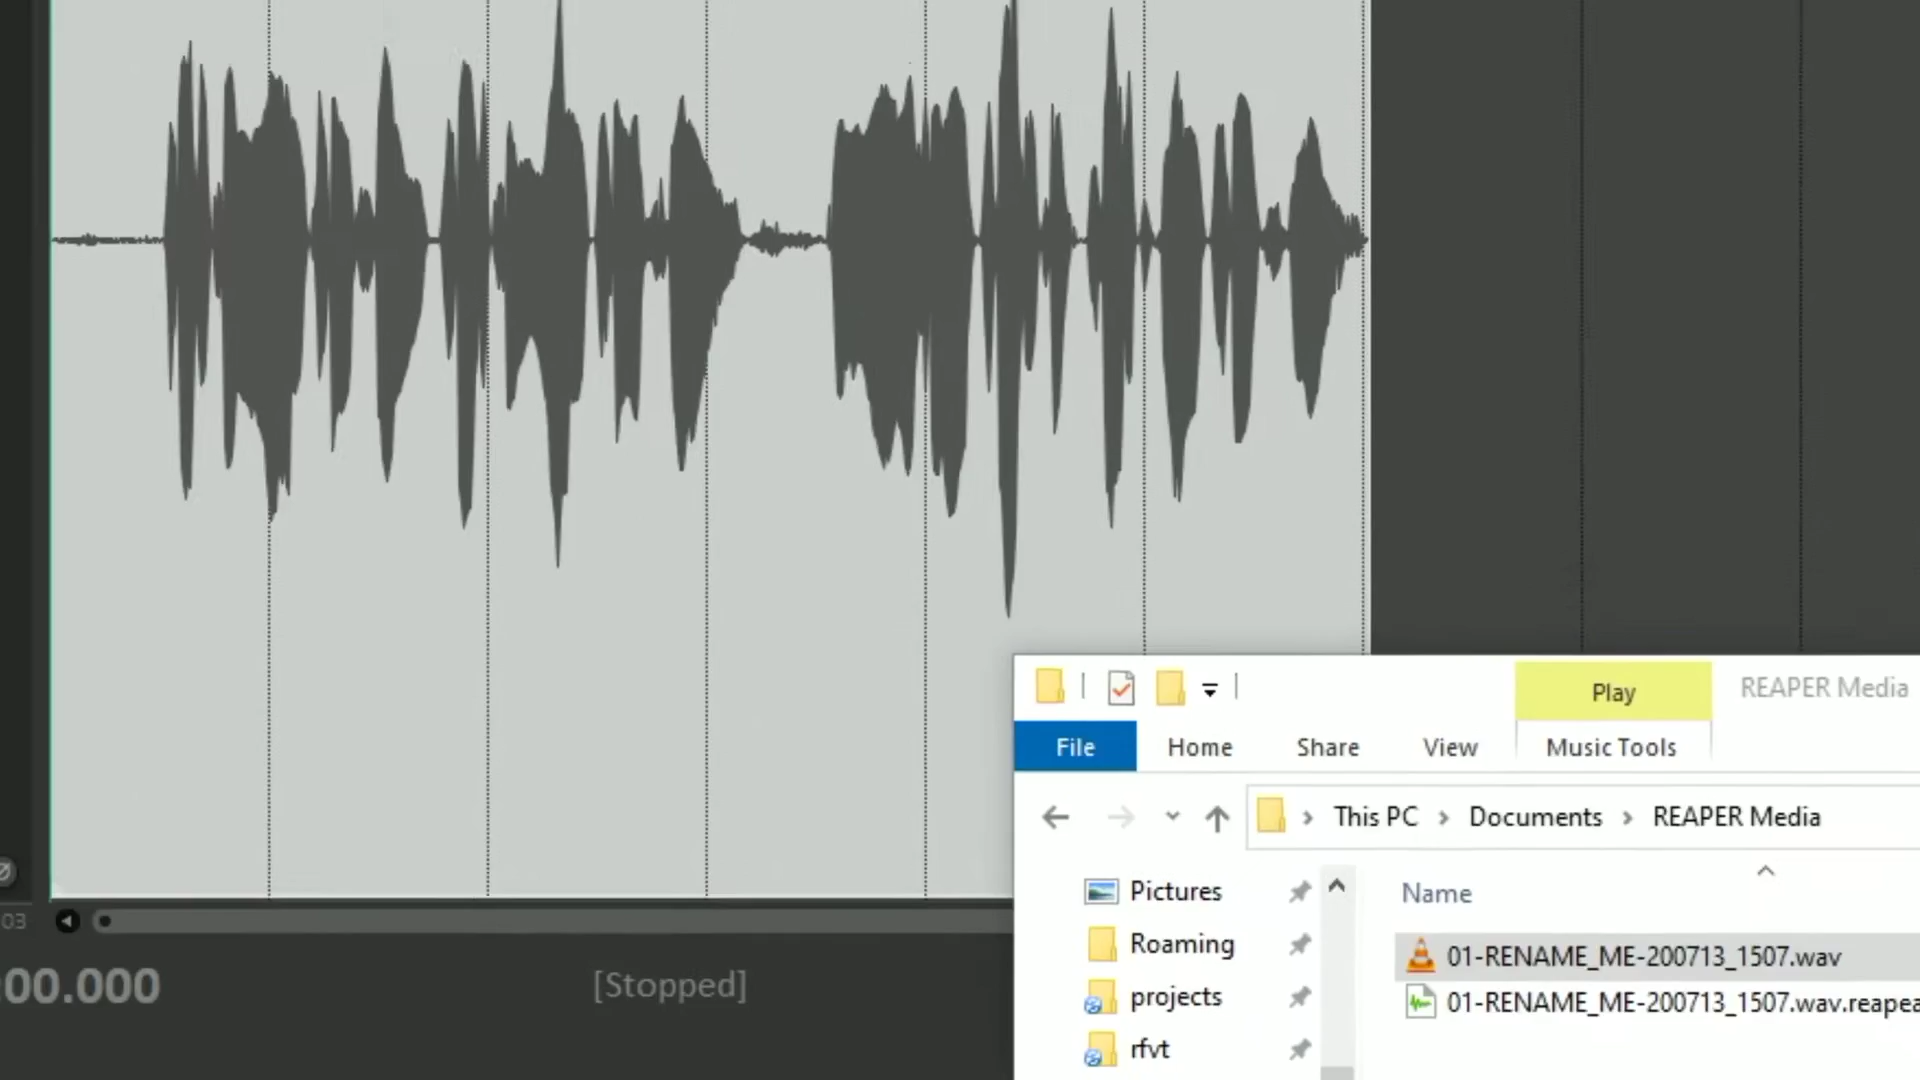 Play
REAPER Media
File
Home
Share
View
Music Tools
This PC
Documents
REAPER Media
Pictures
Roaming
projects
rfvt
Name
01-RENAME_ME-200713_1507.wav
01-RENAME_ME-200713_1507.wav.reapea
03
00.000
[Stopped]